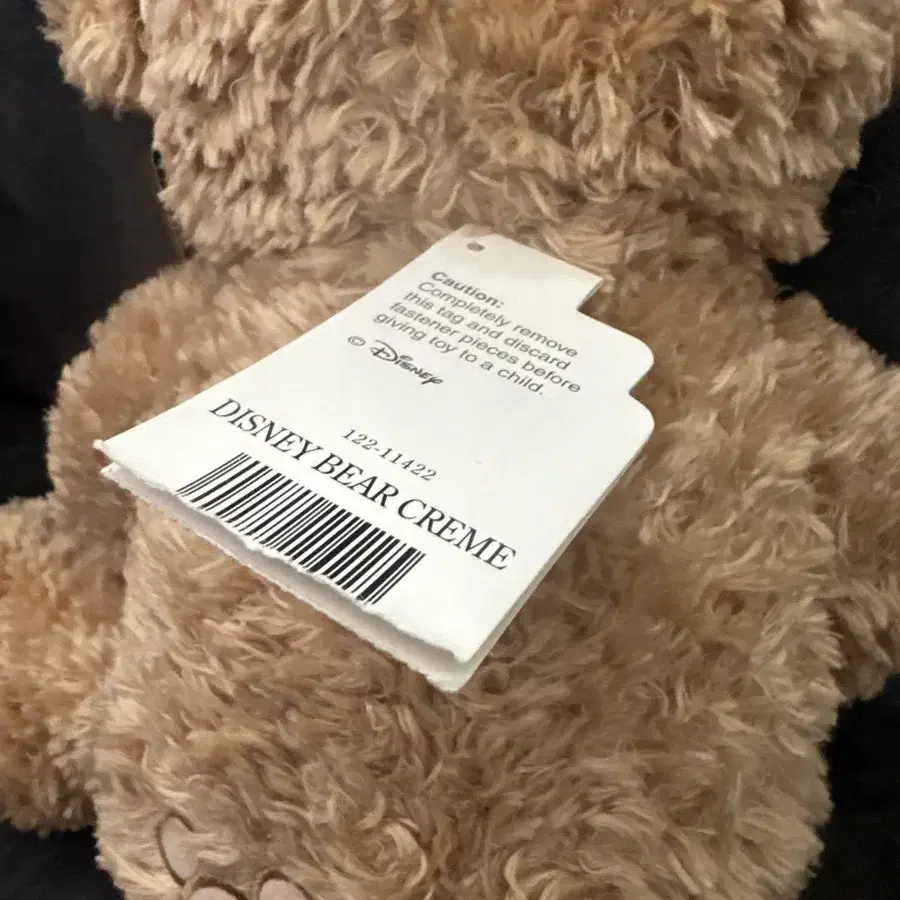 Caution:
Completely remove
this tag and discard
fastener pieces before
giving toy to a child.
© Disney
122-11422
DISNEY BEAR CREME